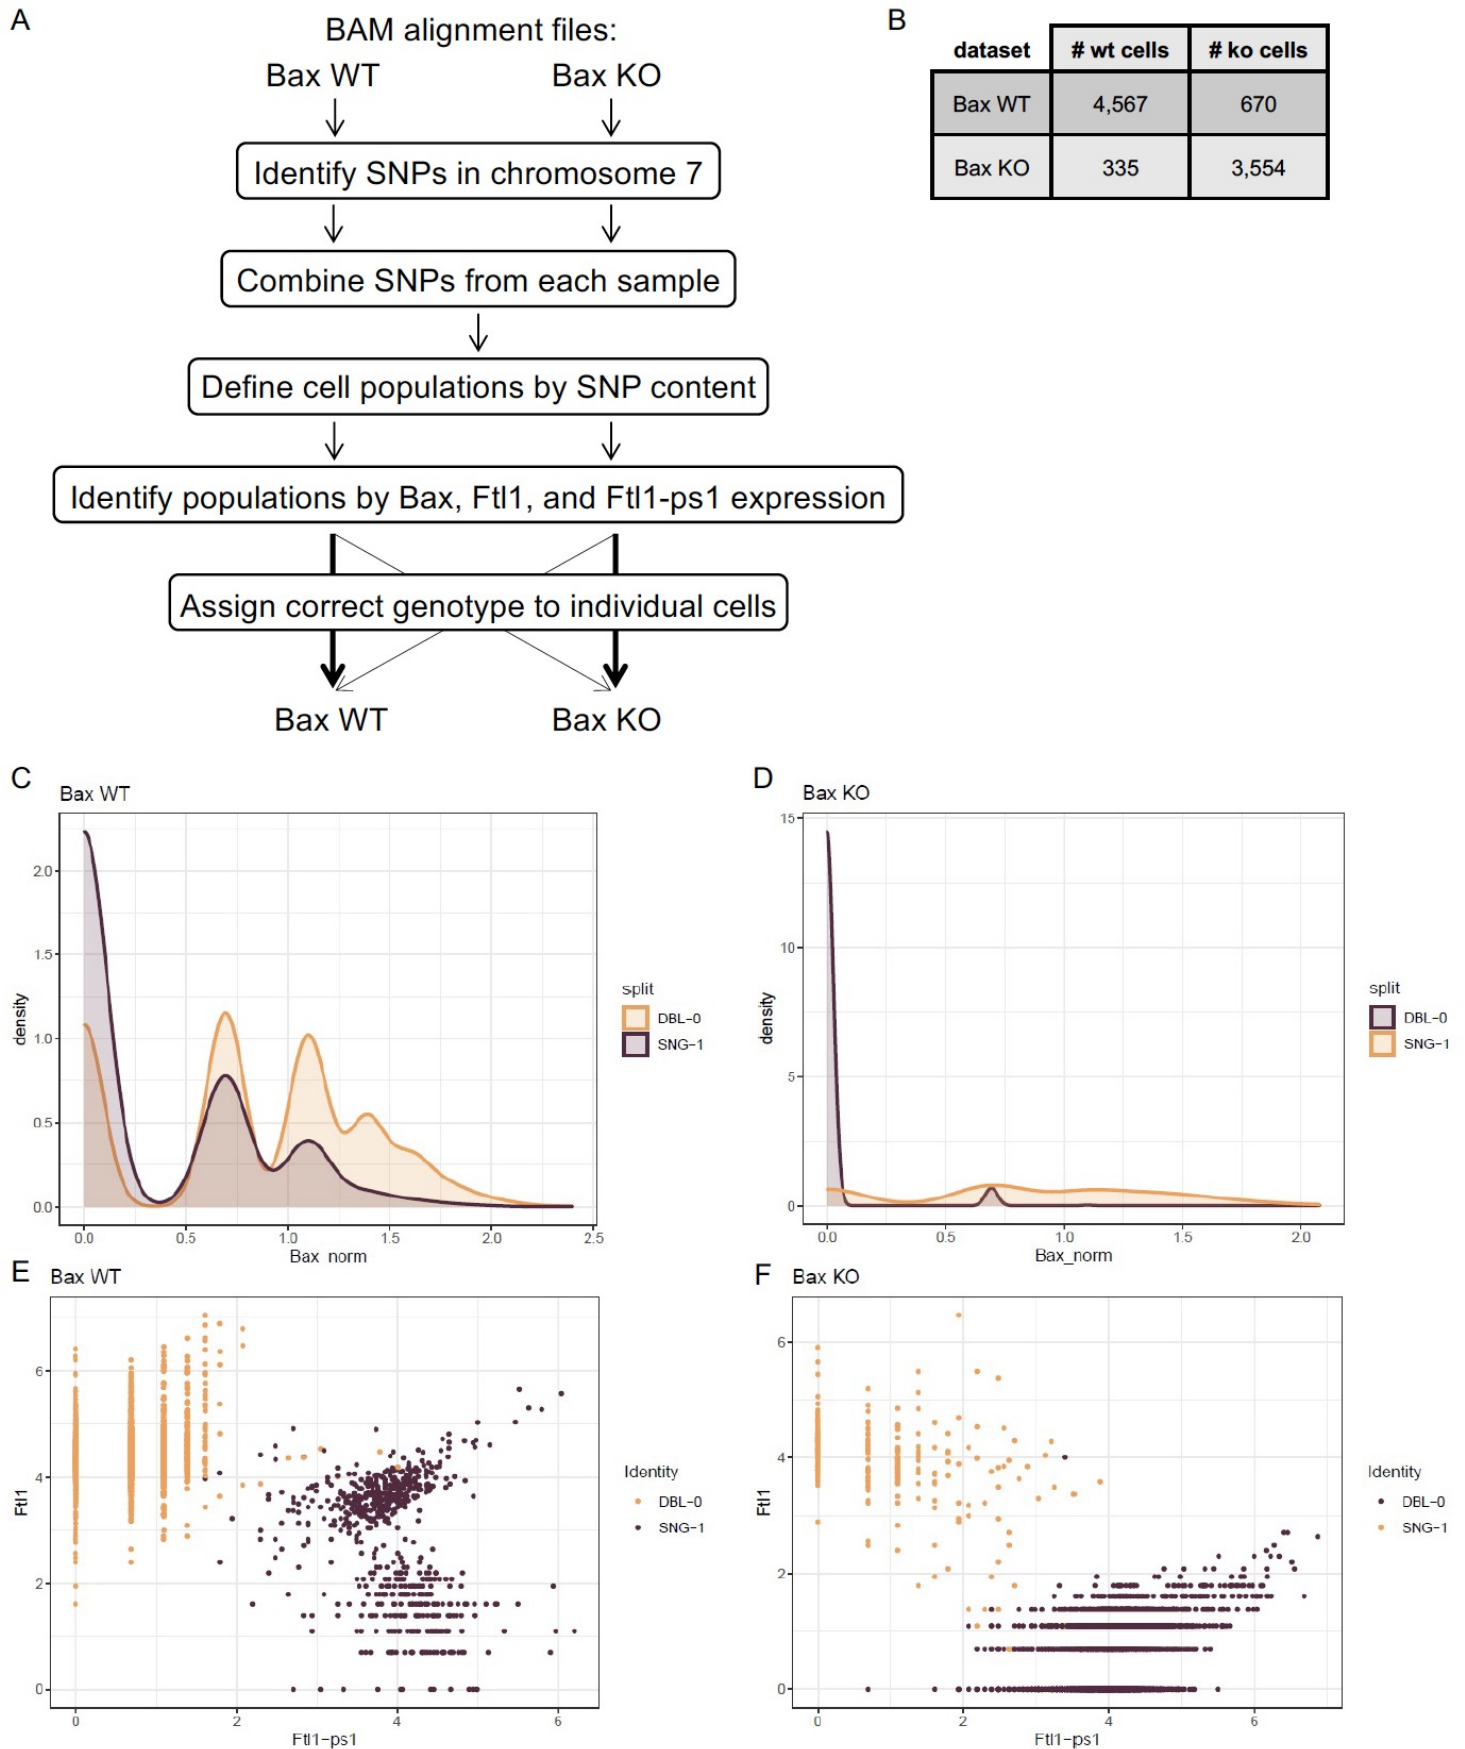 A
BAM alignment files:
Bax WT
Bax KO
Identify SNPs in chromosome 7
Combine SNPs from each sample
Define cell populations by SNP content
Identify populations by Bax, Ftl1, and Ftl1-ps1 expression
Assign correct genotype to individual cells
Bax WT
Bax KO
B
dataset # wt cells # ko cells
Bax WT 4,567 670
Bax KO 335 3,554
C
Bax WT
density
2.0
1.5
1.0
0.5
0.0
0.0 0.5 1.0 1.5 2.0 2.5
Bax norm
split
DBL-0
SNG-1
D
Bax KO
density
15
10
5
0
0.0 0.5 1.0 1.5 2.0
Bax_norm
split
DBL-0
SNG-1
E
Bax WT
Ftl1
6
4
2
0
0 2 4 6
Ftl1-ps1
Identity
DBL-0
SNG-1
F
Bax KO
Ftl1
6
4
2
0
0 2 4 6
Ftl1-ps1
Identity
DBL-0
SNG-1